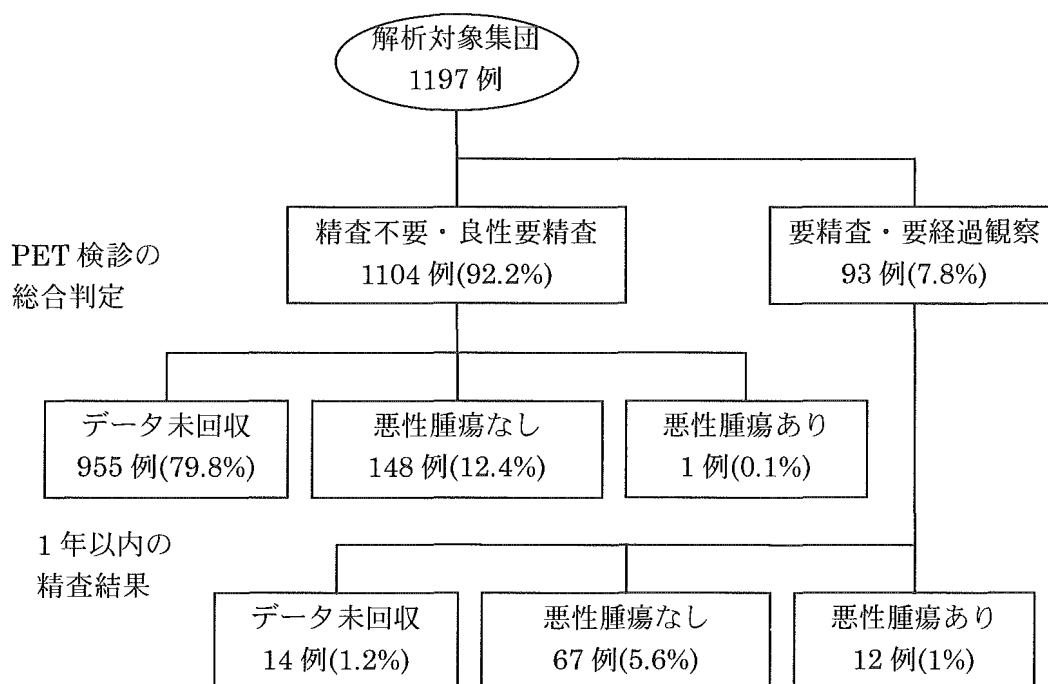 解析対象集団
1197 例
PET 検診の
総合判定
精査不要・良性要精査
1104 例(92.2%)
要精査・要経過観察
93 例(7.8%)
データ未回収
955 例(79.8%)
悪性腫瘍なし
148 例(12.4%)
悪性腫瘍あり
1 例(0.1%)
1 年以内の
精査結果
データ未回収
14 例(1.2%)
悪性腫瘍なし
67 例(5.6%)
悪性腫瘍あり
12 例(1%)